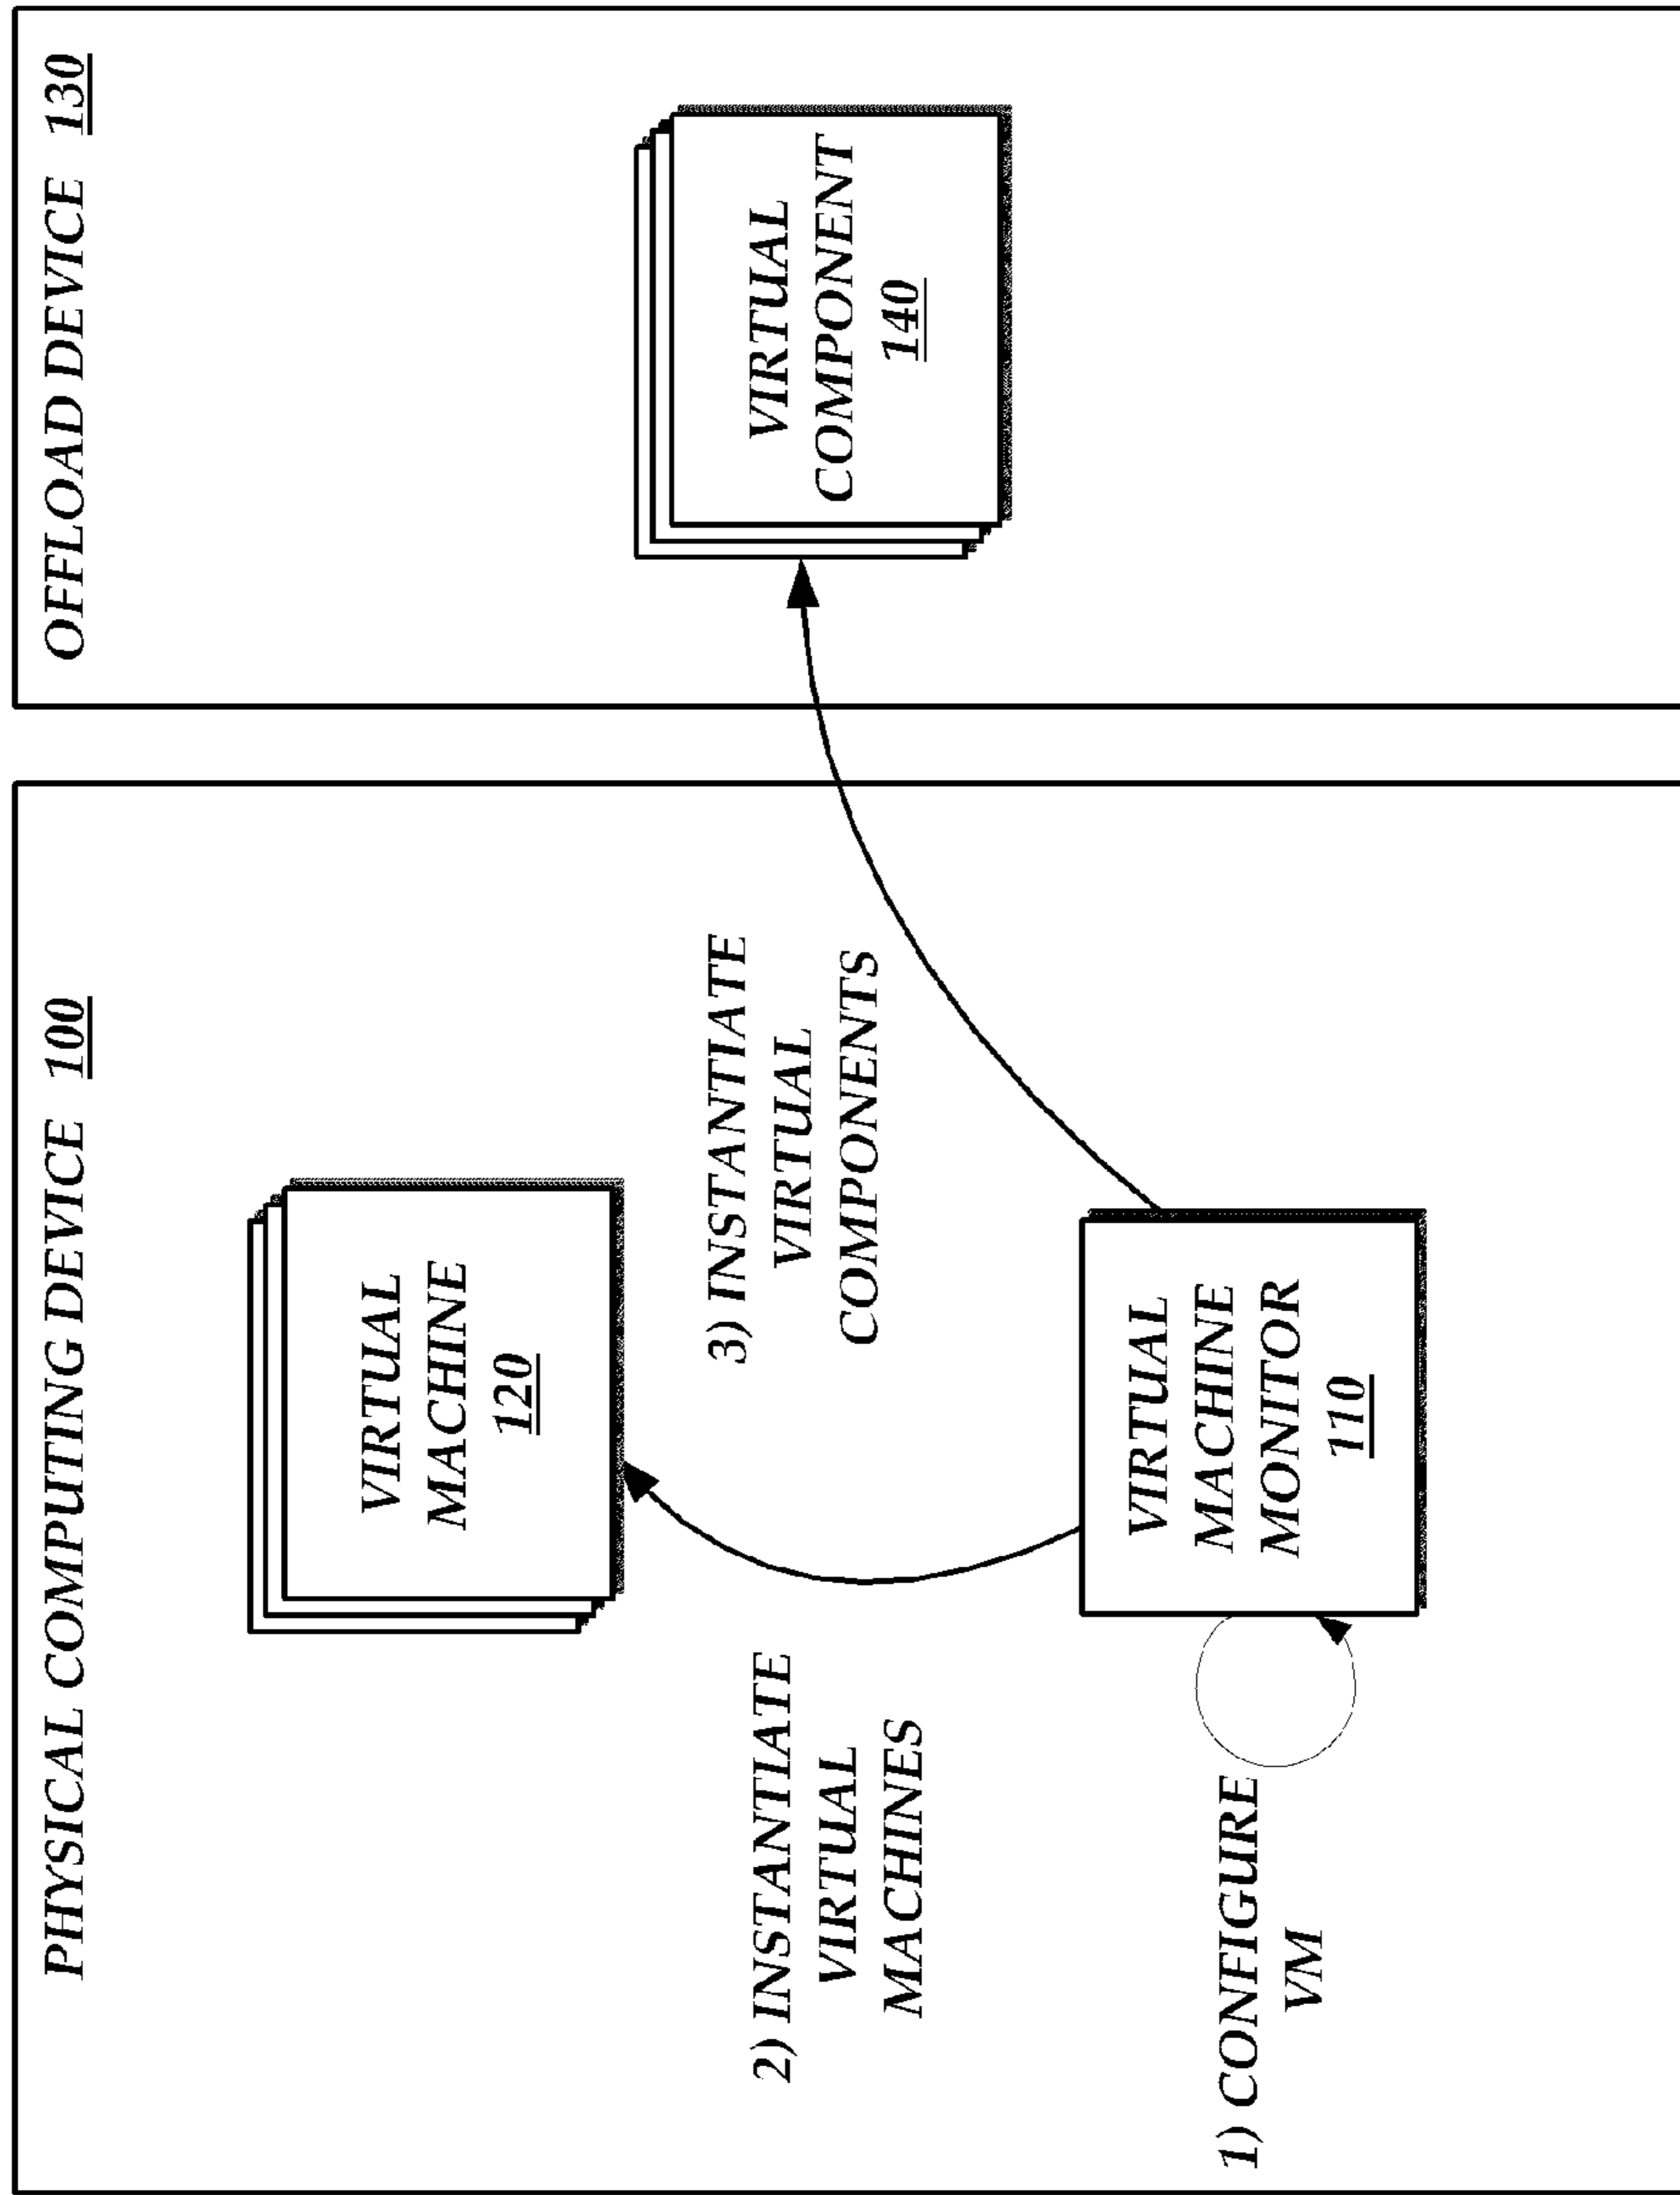 PHYSICAL COMPUTING DEVICE 100
VIRTUAL
MACHINE
120
2) INSTANTIATE
VIRTUAL
MACHINES
3) INSTANTIATE
VIRTUAL
COMPONENTS
1) CONFIGURE
VM
VIRTUAL
MACHINE
MONITOR
110
OFFLOAD DEVICE 130
VIRTUAL
COMPONENT
140